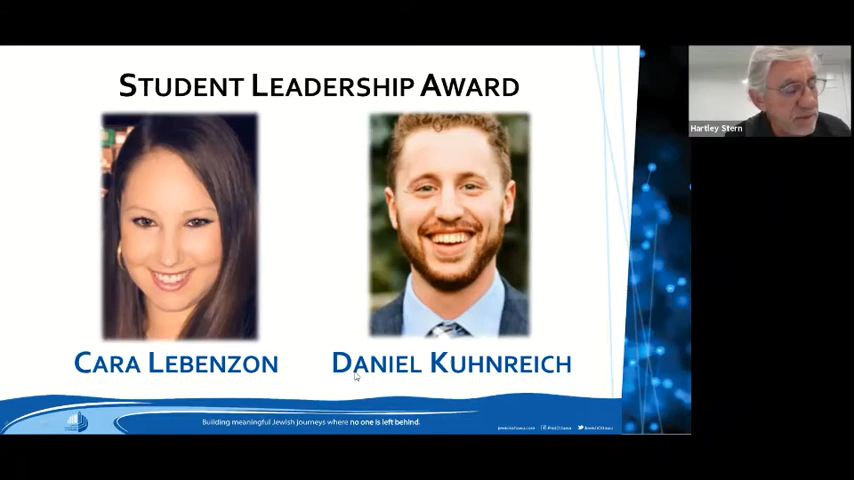 STUDENT LEADERSHIP AWARD
Hartley Stern
CARA LEBENZON
DANIEL KUHNREICH
Building meaningful Jewish Journeys where no one is left behind.